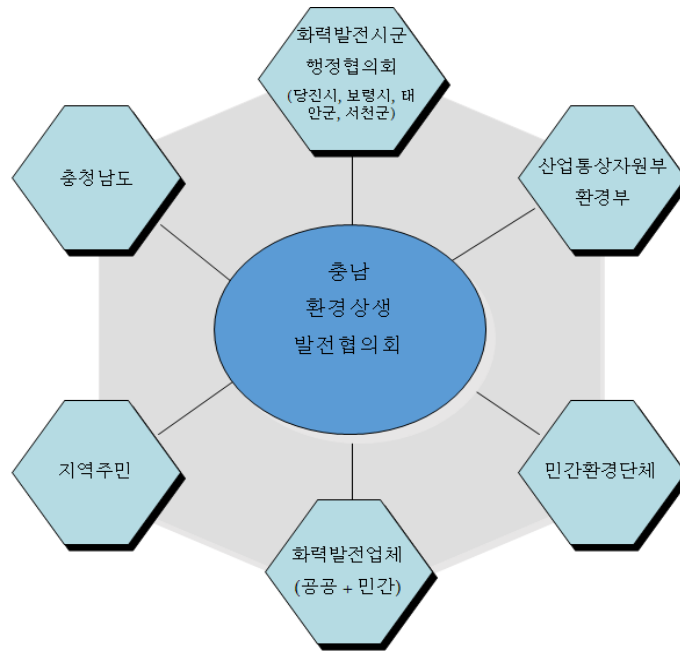 화력발전시군
행정협의회
(당진시, 보령시, 태
안군, 서천군)
충청남도
산업통상자원부
환경부
충남
환경상생
발전협의회
지역주민
민간환경단체
화력발전업체
(공공 + 민간)